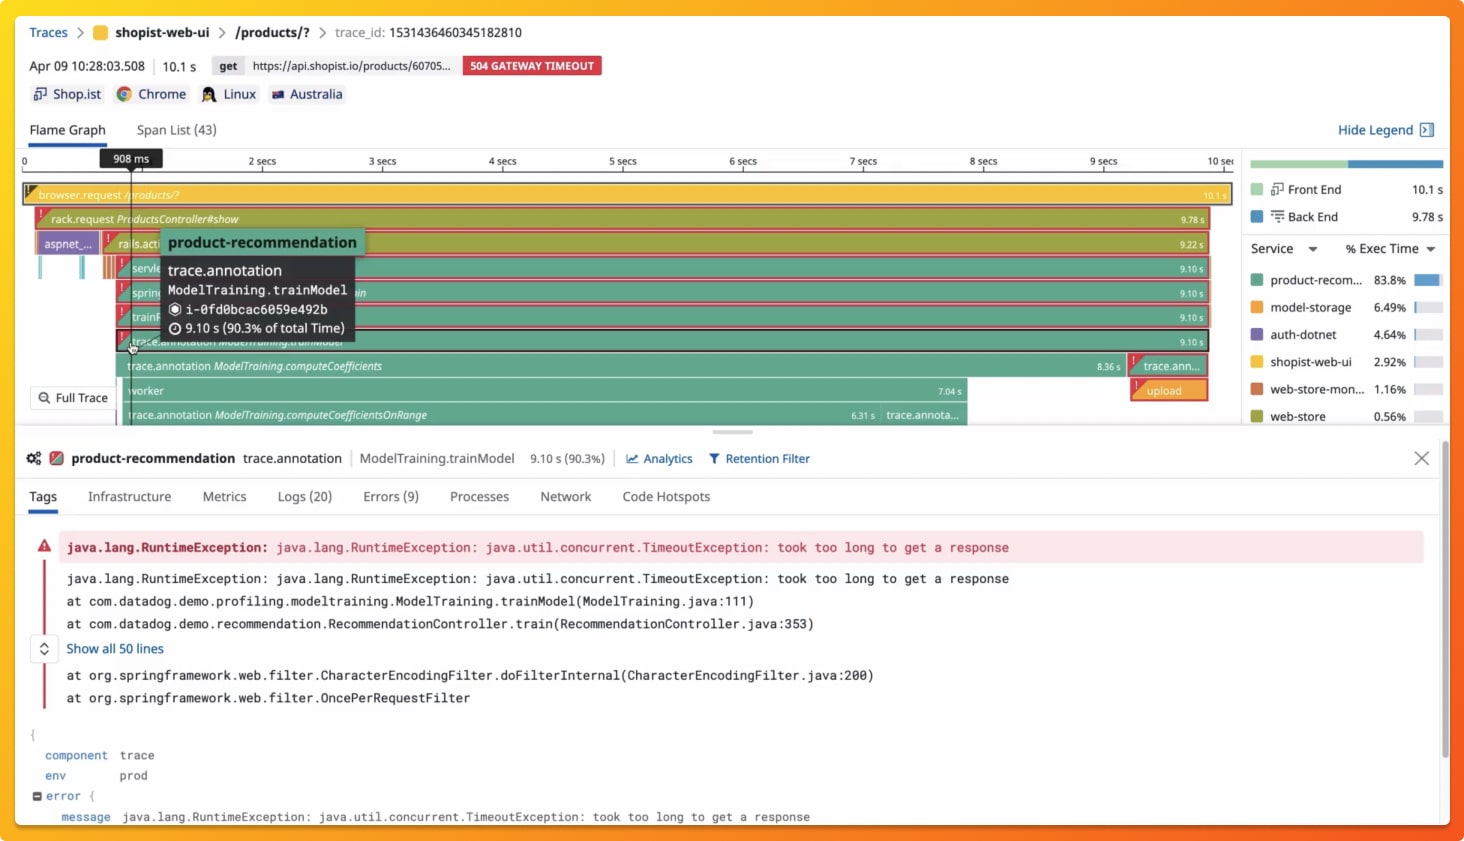 Traces > shopist-web-ui > /products/? > trace_id: 1531436460345182810
Apr 09 10:28:03.508 10.1 s get https://api.shopist.io/products/60705... 504 GATEWAY TIMEOUT
Shop.ist Chrome Linux Australia
Flame Graph Span List (43) Hide Legend
0 908 ms 2 secs 3 secs 4 secs 5 secs 6 secs 7 secs 8 secs 9 secs 10 sec
browser.request /products/? 10.1 s
Front End 10.1 s
rack.request ProductsController#show 9.78 s
Back End 9.78 s
aspnet_... rails.acti 9.22 s
product-recommendation
Service % Exec Time
servle 9.10 s
trace.annotation
product-recom... 83.8%
ModelTraining.trainModel
sprin in 9.10 s
i-0fd0bcac6059e492b
model-storage 6.49%
trainR 9.10 s
9.10 s (90.3% of total Time)
auth-dotnet 4.64%
trace.annotation ModelTraining.trainModel 9.10 s
shopist-web-ui 2.92%
trace.annotation ModelTraining.computeCoefficients 8.36 s trace.ann...
web-store-mon... 1.16%
Full Trace worker 7.04 s upload
web-store 0.56%
trace.annotation ModelTraining.computeCoefficientsOnRange 6.31 s trace.annota...
product-recommendation trace.annotation ModelTraining.trainModel 9.10 s (90.3%) Analytics Retention Filter
Tags Infrastructure Metrics Logs (20) Errors (9) Processes Network Code Hotspots
java.lang.RuntimeException: java.lang.RuntimeException: java.util.concurrent.TimeoutException: took too long to get a response
java.lang.RuntimeException: java.lang.RuntimeException: java.util.concurrent.TimeoutException: took too long to get a response
at com.datadog.demo.profiling.modeltraining.ModelTraining.trainModel(ModelTraining.java:111)
at com.datadog.demo.recommendation.RecommendationController.train(RecommendationController.java:353)
Show all 50 lines
at org.springframework.web.filter.CharacterEncodingFilter.doFilterInternal(CharacterEncodingFilter.java:200)
at org.springframework.web.filter.OncePerRequestFilter
{
component trace
env prod
error {
message java.lang.RuntimeException: java.util.concurrent.TimeoutException: took too long to get a response